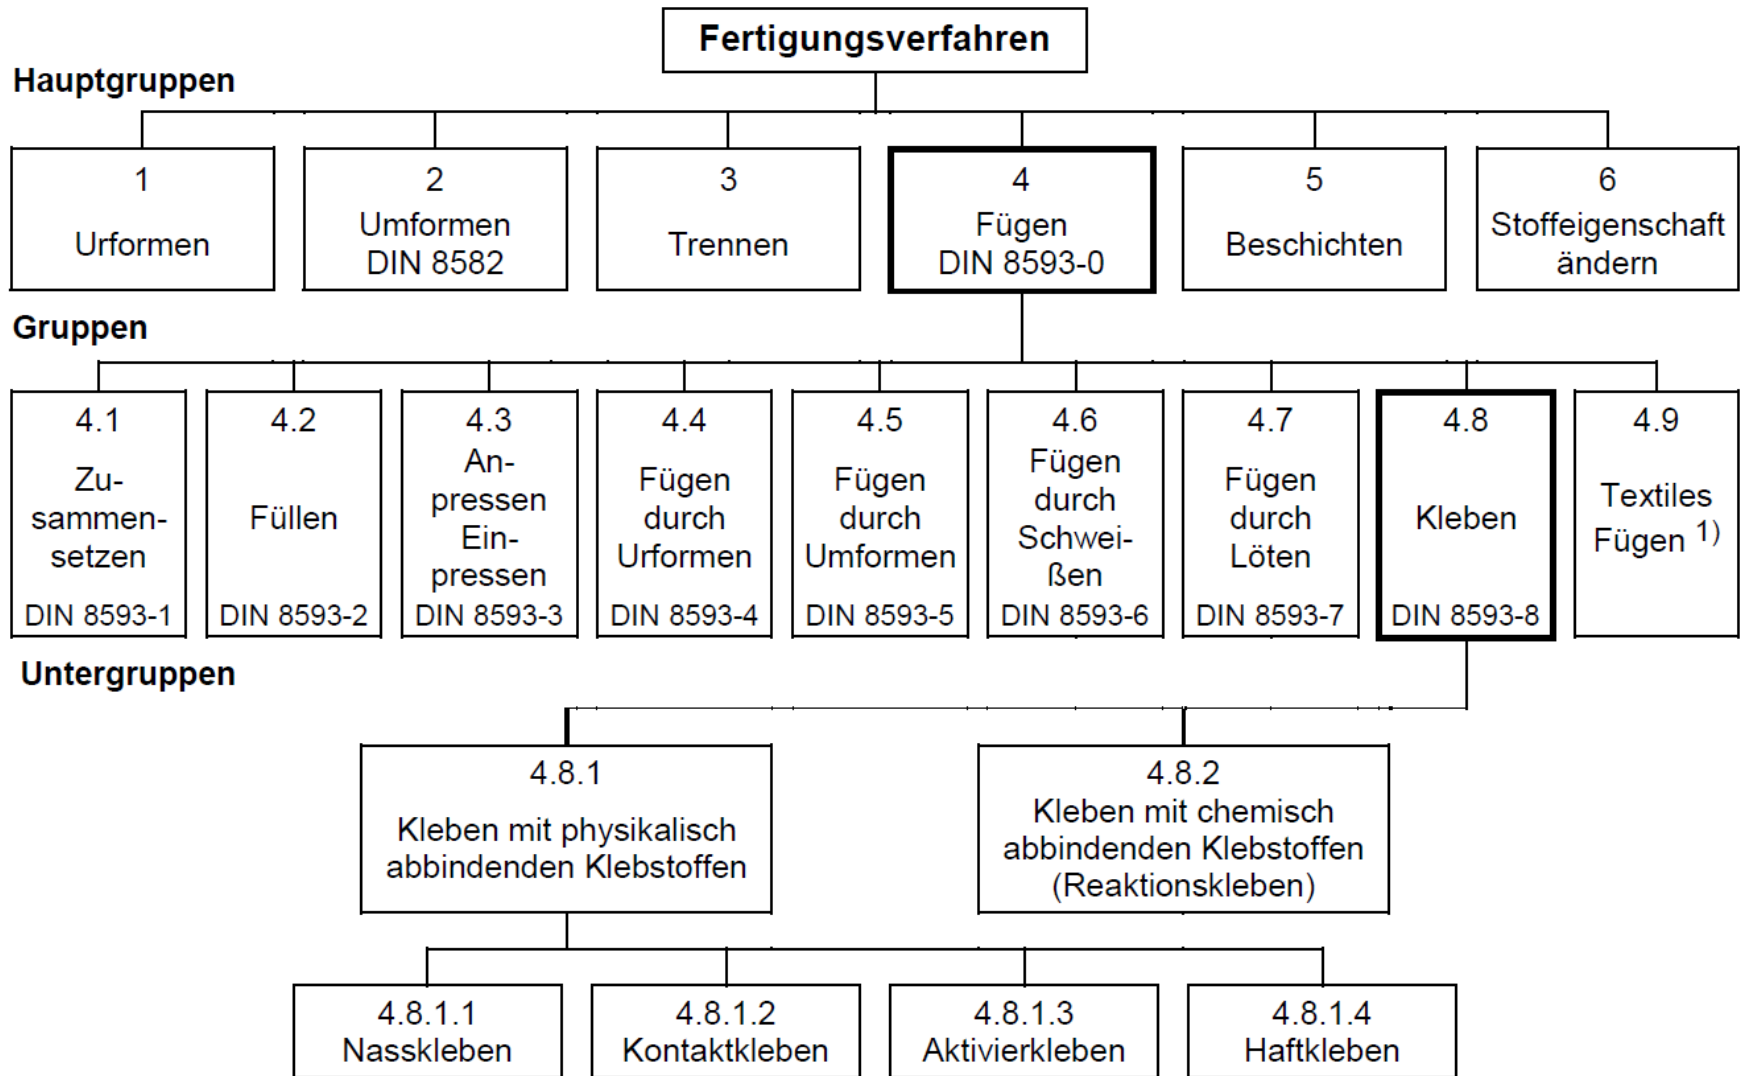 Fertigungsverfahren
Hauptgruppen
1
Urformen
2
Umformen
DIN 8582
3
Trennen
4
Fügen
DIN 8593-0
5
Beschichten
6
Stoffeigenschaft
ändern
Gruppen
4.1
Zu-
sammen-
setzen
DIN 8593-1
4.2
Füllen
DIN 8593-2
4.3
An-
pressen
Ein-
pressen
DIN 8593-3
4.4
Fügen
durch
Urformen
DIN 8593-4
4.5
Fügen
durch
Umformen
DIN 8593-5
4.6
Fügen
durch
Schwei-
ßen
DIN 8593-6
4.7
Fügen
durch
Löten
DIN 8593-7
4.8
Kleben
DIN 8593-8
4.9
Textiles
Fügen 1)
Untergruppen
4.8.1
Kleben mit physikalisch
abbindenden Klebstoffen
4.8.2
Kleben mit chemisch
abbindenden Klebstoffen
(Reaktionskleben)
4.8.1.1
Nasskleben
4.8.1.2
Kontaktkleben
4.8.1.3
Aktivierkleben
4.8.1.4
Haftkleben